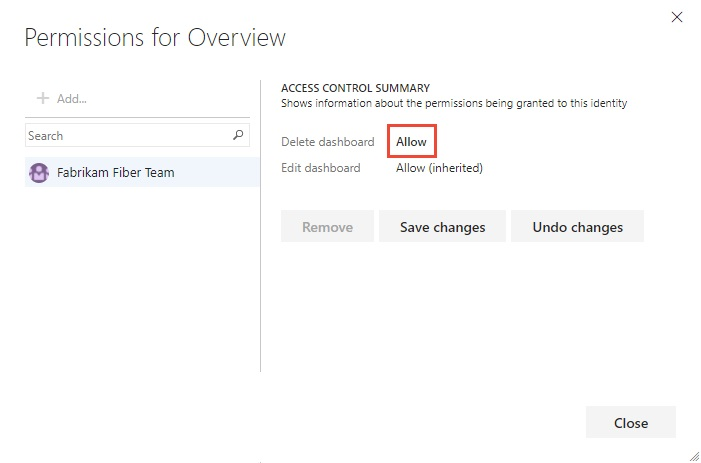 Permissions for Overview
Add...
Search
Fabrikam Fiber Team
ACCESS CONTROL SUMMARY
Shows information about the permissions being granted to this identity
Delete dashboard Allow
Edit dashboard Allow (inherited)
Remove Save changes Undo changes
Close